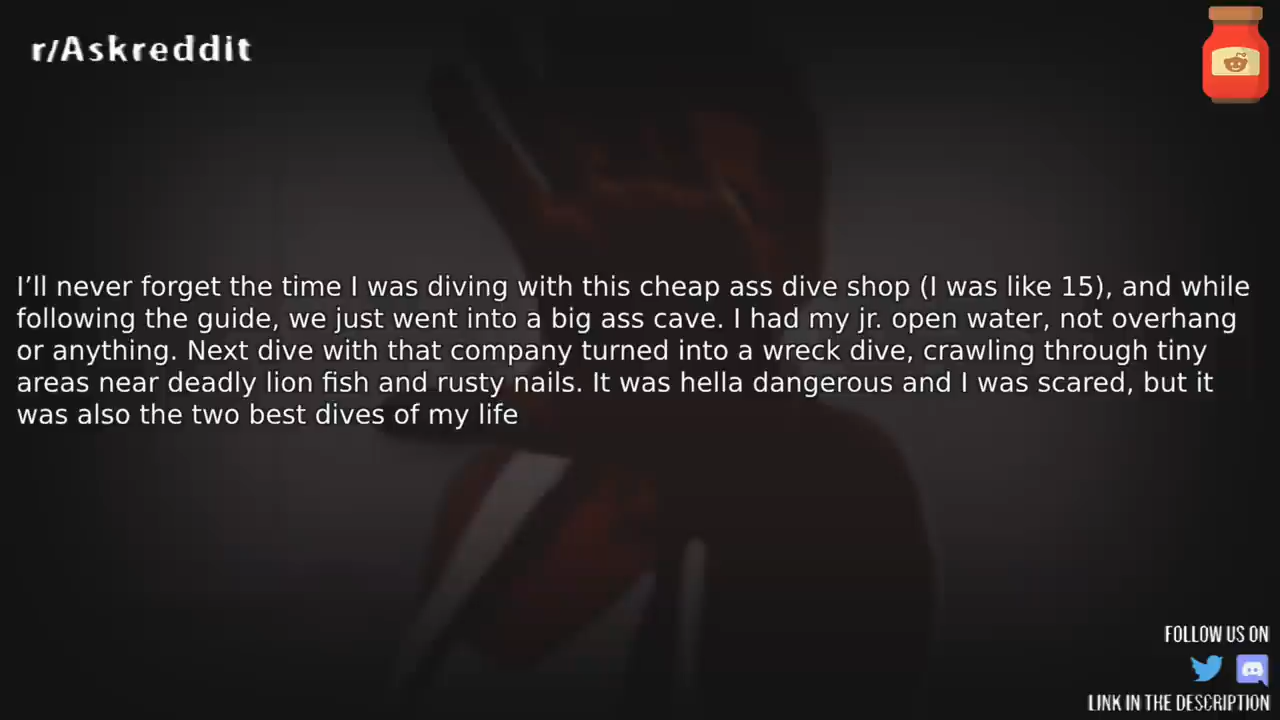 r/Askreddit
I’ll never forget the time I was diving with this cheap ass dive shop (I was like 15), and while
following the guide, we just went into a big ass cave. I had my jr. open water, not overhang
or anything. Next dive with that company turned into a wreck dive, crawling through tiny
areas near deadly lion fish and rusty nails. It was hella dangerous and I was scared, but it
was also the two best dives of my life
FOLLOW US ON
LINK IN THE DESCRIPTION